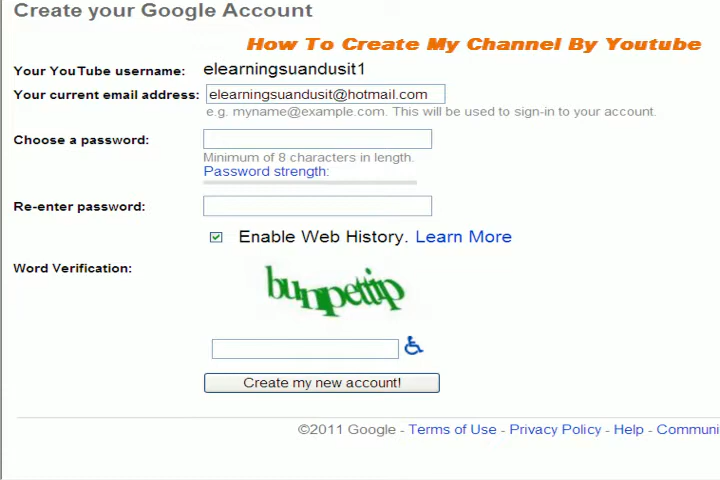 Create your Google Account
How To Create My Channel By Youtube
Your YouTube username: elearningsuandusit1
Your current email address: elearningsuandusit@hotmail.com
e.g. myname@example.com. This will be used to sign-in to your account.
Choose a password:
Minimum of 8 characters in length.
Password strength:
Re-enter password:
Enable Web History. Learn More
Word Verification:
bunpettip
Create my new account!
©2011 Google - Terms of Use - Privacy Policy - Help - Communi